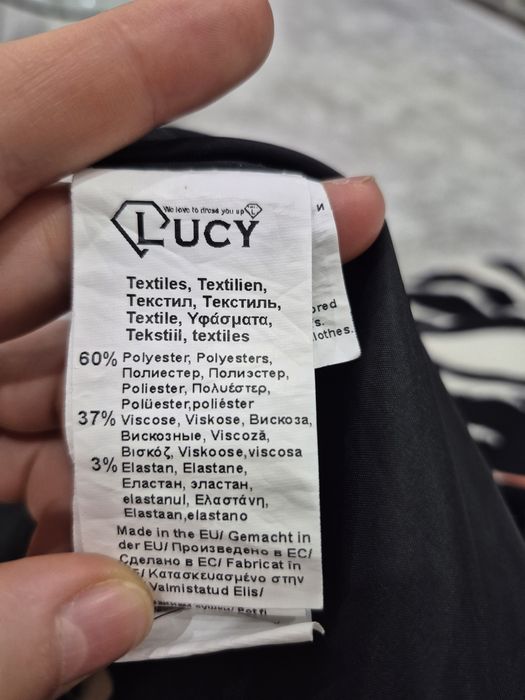 We love to dress you up
LUCY
Textiles, Textilien,
Текстил, Текстиль,
Textile, Υφάσματα,
Tekstiil, textiles
60% Polyester, Polyesters,
Полиестер, Полиэстер,
Poliester, Πολυέστερ,
Polüester,poliéster
37% Viscose, Viskose, Вискоза,
Вискозные, Viscoză,
Βισκόζ, Viskoose,viscosa
3% Elastan, Elastane,
Еластан, эластан,
elastanul, Ελαστάνη,
Elastaan,elastano
Made in the EU/ Gemacht in
der EU/ Произведено в ЕС/
Сделано в ЕС/ Fabricat în
Κατασκευασμένο στην
Valmistatud Elis/
и